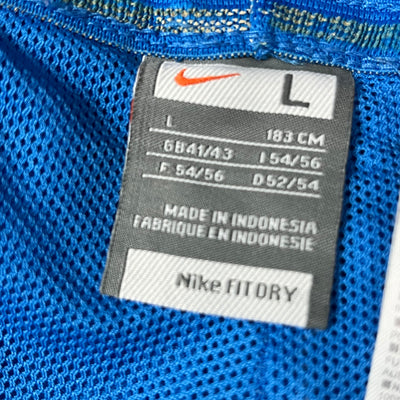 L
L 183 CM
GB41/43 I 54/56
E 54/56 D52/54
MADE IN INDONESIA
FABRIQUE EN INDONESIE
Nike FIT DRY